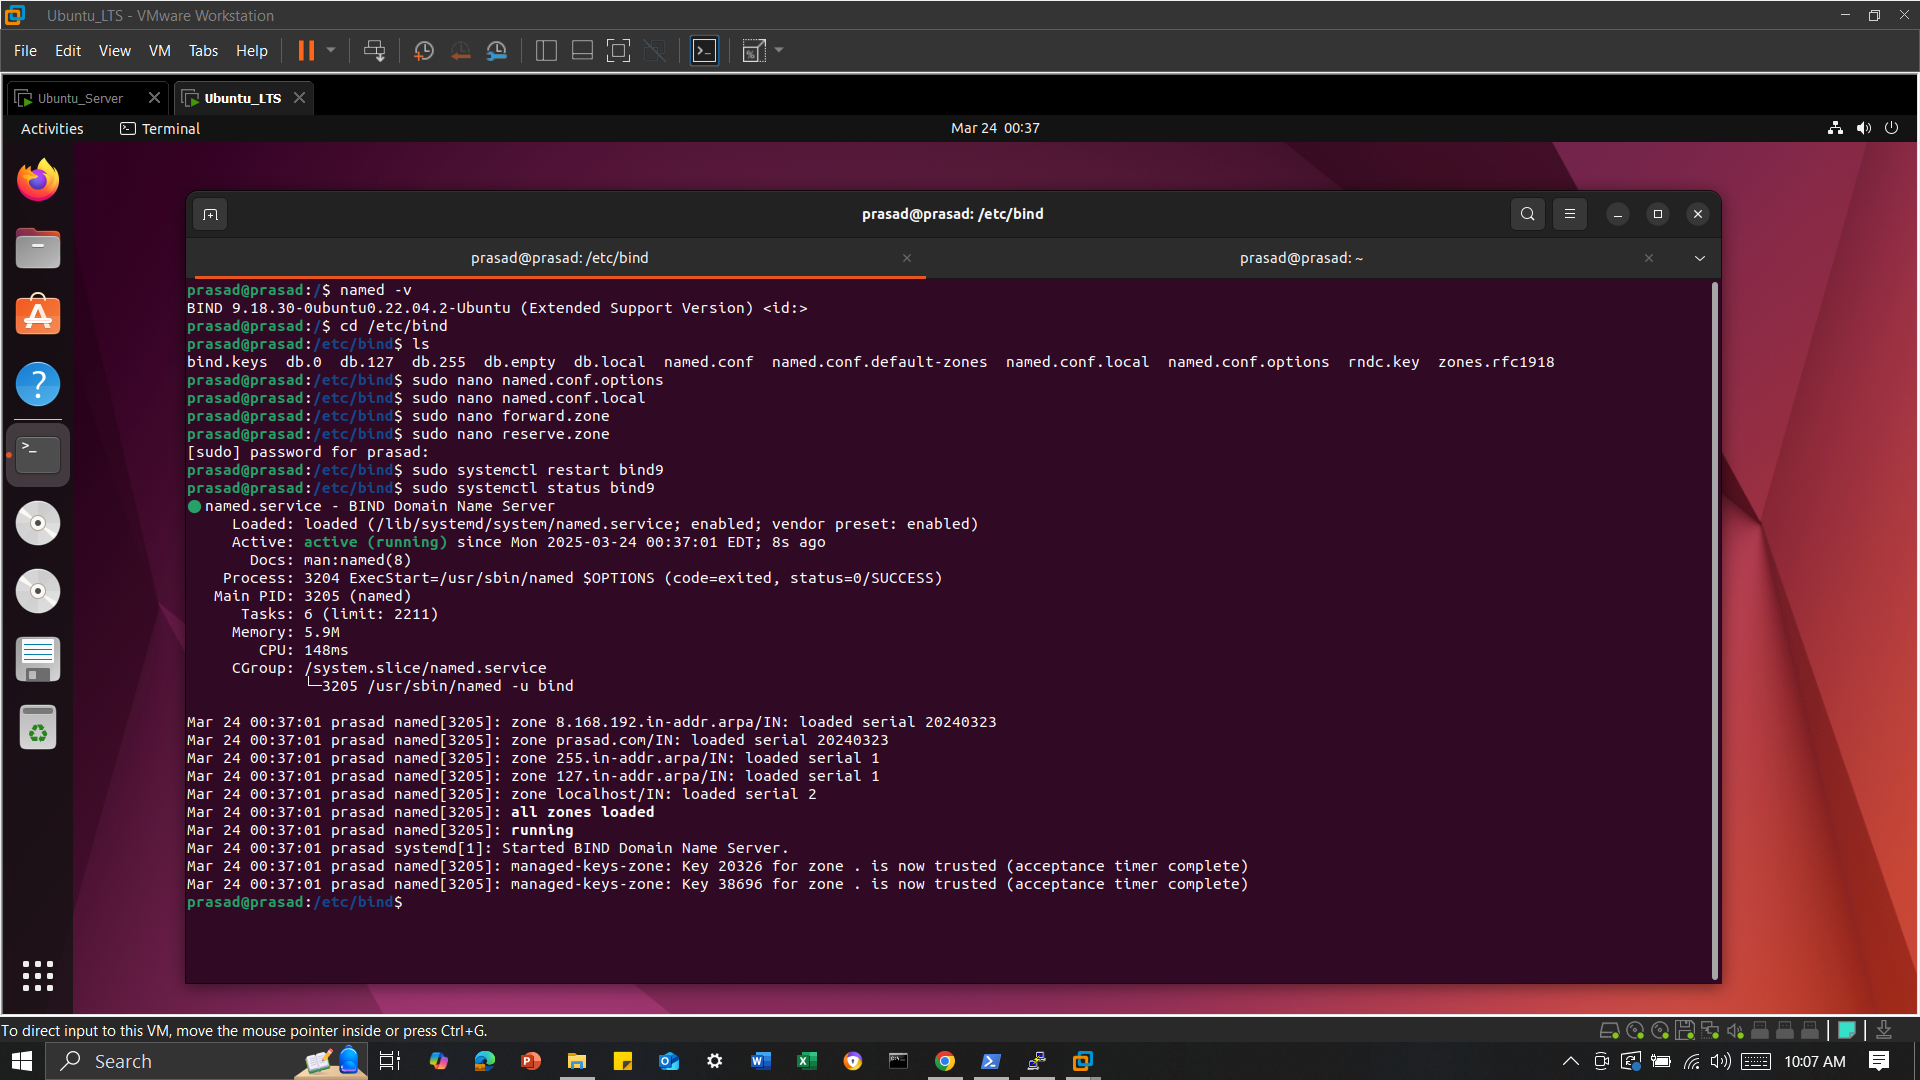 Ubuntu_LTS - VMware Workstation
File Edit View VM Tabs Help
Ubuntu_Server
Ubuntu_LTS
Activities
Terminal
Mar 24 00:37
prasad@prasad: /etc/bind
prasad@prasad: /etc/bind
prasad@prasad: ~
prasad@prasad:/$ named -v
BIND 9.18.30-0ubuntu0.22.04.2-Ubuntu (Extended Support Version) <id:>
prasad@prasad:/$ cd /etc/bind
prasad@prasad:/etc/bind$ ls
bind.keys db.0 db.127 db.255 db.empty db.local named.conf named.conf.default-zones named.conf.local named.conf.options rndc.key zones.rfc1918
prasad@prasad:/etc/bind$ sudo nano named.conf.options
prasad@prasad:/etc/bind$ sudo nano named.conf.local
prasad@prasad:/etc/bind$ sudo nano forward.zone
prasad@prasad:/etc/bind$ sudo nano reserve.zone
[sudo] password for prasad:
prasad@prasad:/etc/bind$ sudo systemctl restart bind9
prasad@prasad:/etc/bind$ sudo systemctl status bind9
● named.service - BIND Domain Name Server
Loaded: loaded (/lib/systemd/system/named.service; enabled; vendor preset: enabled)
Active: active (running) since Mon 2025-03-24 00:37:01 EDT; 8s ago
Docs: man:named(8)
Process: 3204 ExecStart=/usr/sbin/named $OPTIONS (code=exited, status=0/SUCCESS)
Main PID: 3205 (named)
Tasks: 6 (limit: 2211)
Memory: 5.9M
CPU: 148ms
CGroup: /system.slice/named.service
└─3205 /usr/sbin/named -u bind
Mar 24 00:37:01 prasad named[3205]: zone 8.168.192.in-addr.arpa/IN: loaded serial 20240323
Mar 24 00:37:01 prasad named[3205]: zone prasad.com/IN: loaded serial 20240323
Mar 24 00:37:01 prasad named[3205]: zone 255.in-addr.arpa/IN: loaded serial 1
Mar 24 00:37:01 prasad named[3205]: zone 127.in-addr.arpa/IN: loaded serial 1
Mar 24 00:37:01 prasad named[3205]: zone localhost/IN: loaded serial 2
Mar 24 00:37:01 prasad named[3205]: all zones loaded
Mar 24 00:37:01 prasad named[3205]: running
Mar 24 00:37:01 prasad systemd[1]: Started BIND Domain Name Server.
Mar 24 00:37:01 prasad named[3205]: managed-keys-zone: Key 20326 for zone . is now trusted (acceptance timer complete)
Mar 24 00:37:01 prasad named[3205]: managed-keys-zone: Key 38696 for zone . is now trusted (acceptance timer complete)
prasad@prasad:/etc/bind$
To direct input to this VM, move the mouse pointer inside or press Ctrl+G.
Search
10:07 AM